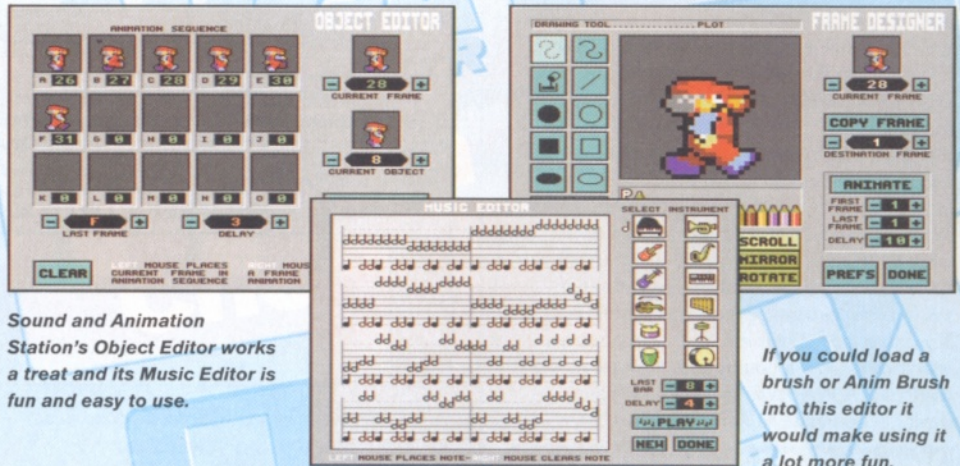 OBJECT EDITOR
ANIMATION SEQUENCE
A 26 B 27 C 28 D 29 E 30
F 31 G 0 H 0 I 0 J 0
K 0 L 0 M 0 N 0 O 0
- 28 +
CURRENT FRAME
- 8 +
CURRENT OBJECT
- F + - 3 +
LAST FRAME DELAY
CLEAR
LEFT MOUSE PLACES
CURRENT FRAME IN
ANIMATION SEQUENCE
RIGHT MOUS
A FRAME
ANIMATION
FRAME DESIGNER
DRAWING TOOL PLOT
- 28 +
CURRENT FRAME
COPY FRAME
- 1 +
DESTINATION FRAME
ANIMATE
FIRST FRAME - 1 +
LAST FRAME - 1 +
DELAY - 10 +
SCROLL
MIRROR
ROTATE
PREFS DONE
MUSIC EDITOR
SELECT INSTRUMENT
LAST BAR - 8 +
DELAY - 4 +
PLAY
NEW DONE
LEFT MOUSE PLACES NOTE- RIGHT MOUSE CLEARS NOTE
Sound and Animation
Station's Object Editor works
a treat and its Music Editor is
fun and easy to use.
If you could load a
brush or Anim Brush
into this editor it
would make using it
a lot more fun.